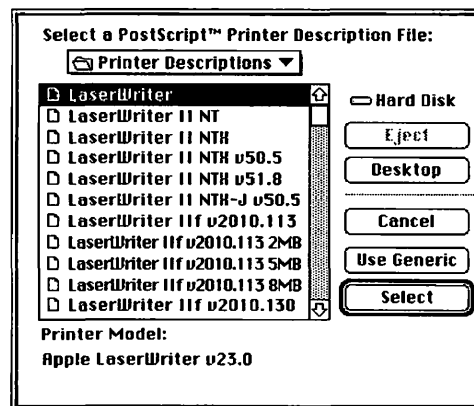 Select a PostScript™ Printer Description File:
Printer Descriptions
LaserWriter
LaserWriter II NT
LaserWriter II NTX
LaserWriter II NTX v50.5
LaserWriter II NTX v51.8
LaserWriter II NTX-J v50.5
LaserWriter IIf v2010.113
LaserWriter IIf v2010.113 2MB
LaserWriter IIf v2010.113 5MB
LaserWriter IIf v2010.113 8MB
LaserWriter IIf v2010.130
Hard Disk
Eject
Desktop
Cancel
Use Generic
Select
Printer Model:
Apple LaserWriter v23.0